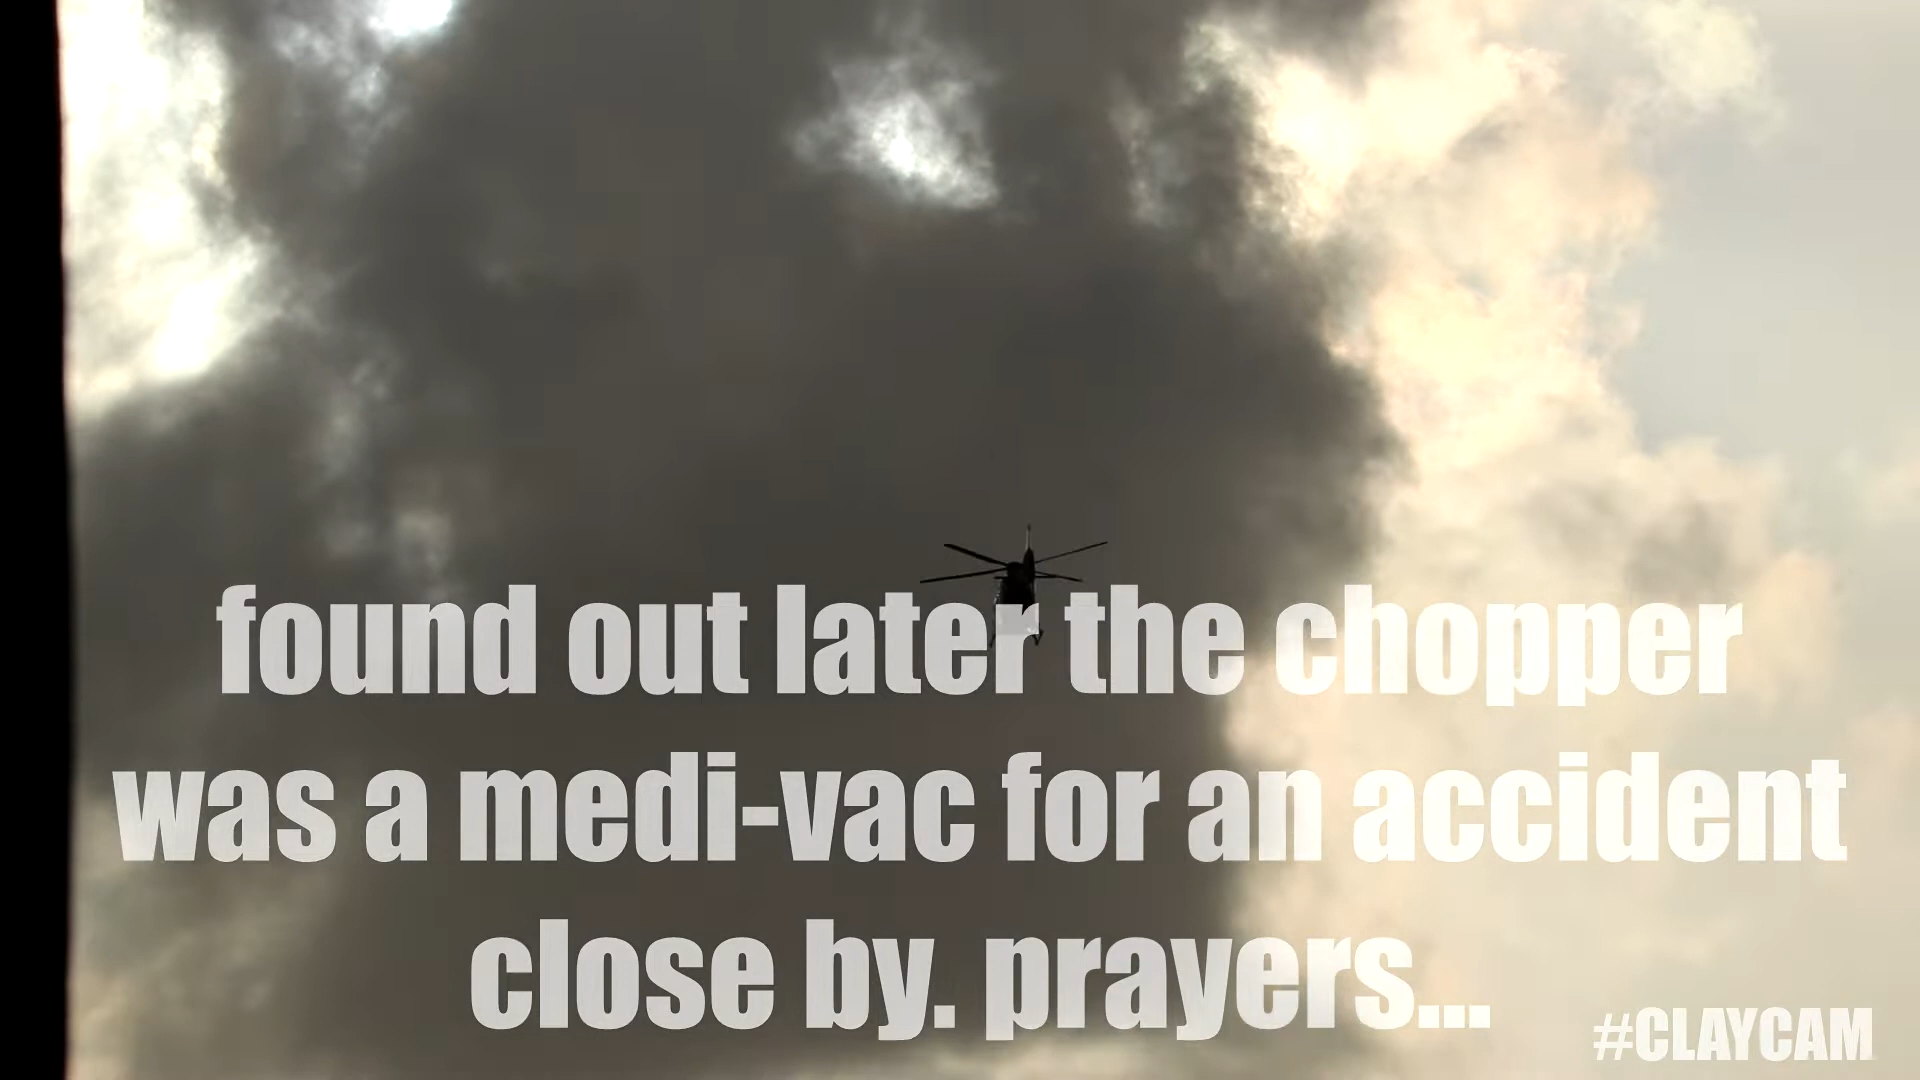 found out later the chopper
was a medi-vac for an accident
close by. prayers...
#CLAYCAM